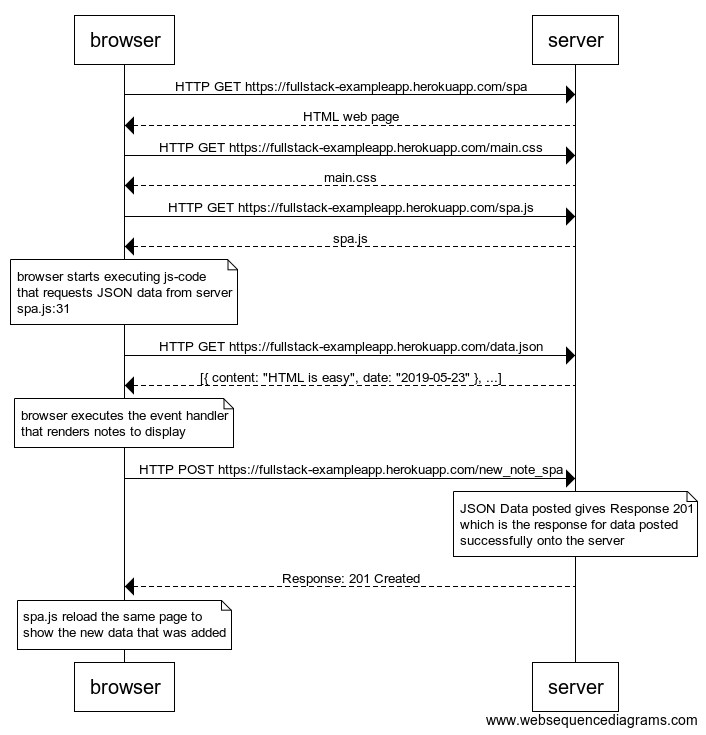 browser
server
HTTP GET https://fullstack-exampleapp.herokuapp.com/spa
HTML web page
HTTP GET https://fullstack-exampleapp.herokuapp.com/main.css
main.css
HTTP GET https://fullstack-exampleapp.herokuapp.com/spa.js
spa.js
browser starts executing js-code
that requests JSON data from server
spa.js:31
HTTP GET https://fullstack-exampleapp.herokuapp.com/data.json
[{ content: "HTML is easy", date: "2019-05-23" }, ...]
browser executes the event handler
that renders notes to display
HTTP POST https://fullstack-exampleapp.herokuapp.com/new_note_spa
JSON Data posted gives Response 201
which is the response for data posted
successfully onto the server
Response: 201 Created
spa.js reload the same page to
show the new data that was added
browser
server
www.websequencediagrams.com